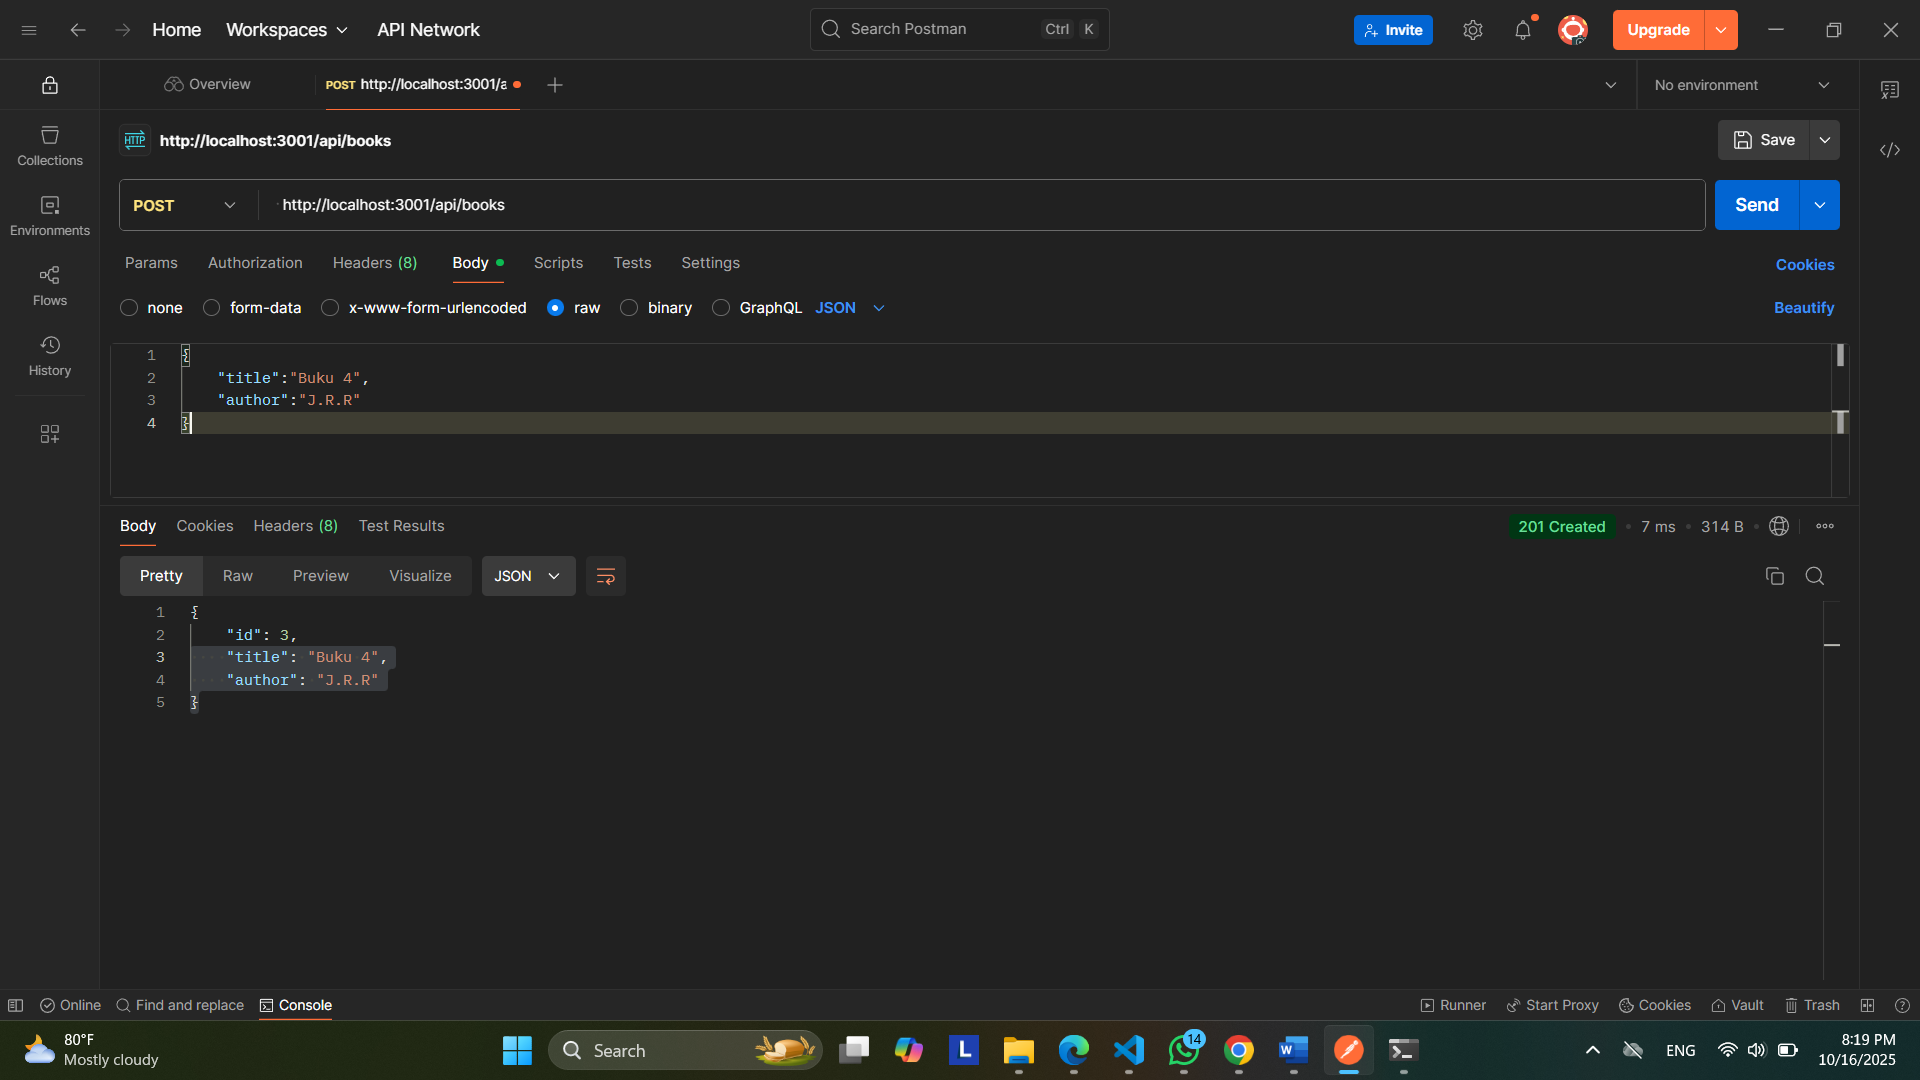 Home Workspaces API Network Search Postman Ctrl K Invite Upgrade
Overview POST http://localhost:3001/a No environment
HTTP http://localhost:3001/api/books Save
Collections
Environments
Flows
History
POST http://localhost:3001/api/books Send
Params Authorization Headers (8) Body Scripts Tests Settings Cookies
none form-data x-www-form-urlencoded raw binary GraphQL JSON Beautify
1 {
2 "title":"Buku 4",
3 "author":"J.R.R"
4 }
Body Cookies Headers (8) Test Results 201 Created 7 ms 314 B
Pretty Raw Preview Visualize JSON
1 {
2 "id": 3,
3 "title": "Buku 4",
4 "author": "J.R.R"
5 }
Online Find and replace Console Runner Start Proxy Cookies Vault Trash
80°F
Mostly cloudy
Search
L
14
W
ENG
8:19 PM
10/16/2025